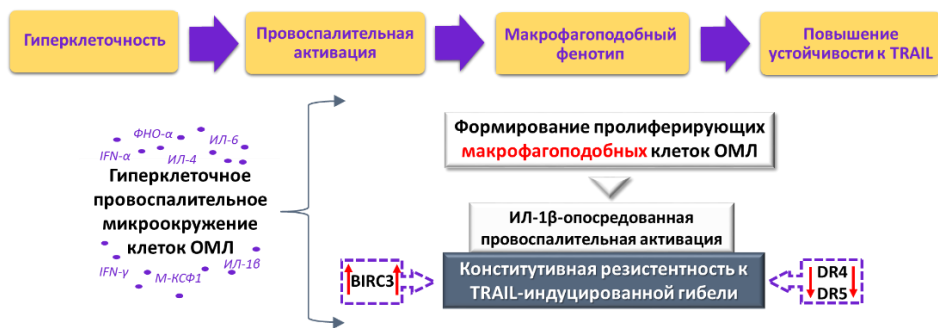 Гиперклеточность
Провоспалительная
активация
Макрофагоподобный
фенотип
Повышение
устойчивости к TRAIL
ФНО-α
ИЛ-6
IFN-α
ИЛ-4
Гиперклеточное
провоспалительное
микроокружение
клеток ОМЛ
IFN-γ
М-КСФ1
ИЛ-1β
Формирование пролиферирующих
макрофагоподобных клеток ОМЛ
ИЛ-1β-опосредованная
провоспалительная активация
BIRC3
Конститутивная резистентность к
TRAIL-индуцированной гибели
DR4
DR5